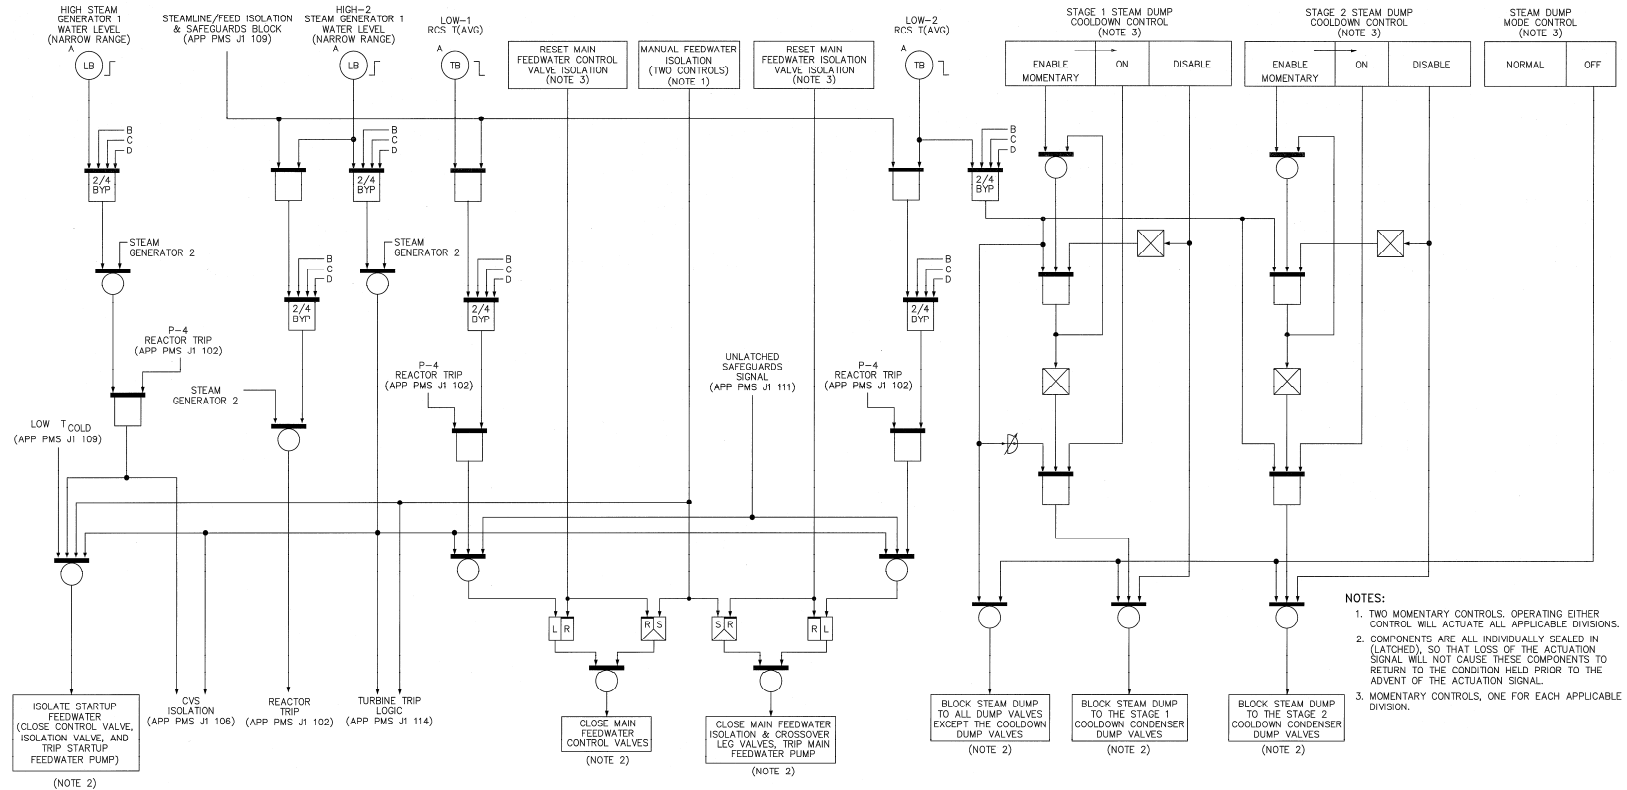 HIGH STEAM
GENERATOR 1
WATER LEVEL
(NARROW RANGE)
A
LB
STEAMLINE/FEED ISOLATION
& SAFEGUARDS BLOCK
(APP PMS J1 109)
HIGH-2
STEAM GENERATOR 1
WATER LEVEL
(NARROW RANGE)
A
LB
LOW-1
RCS T(AVG)
A
TB
RESET MAIN
FEEDWATER CONTROL
VALVE ISOLATION
(NOTE 3)
MANUAL FEEDWATER
ISOLATION
(TWO CONTROLS)
(NOTE 1)
RESET MAIN
FEEDWATER ISOLATION
VALVE ISOLATION
(NOTE 3)
LOW-2
RCS T(AVG)
A
TB
STAGE 1 STEAM DUMP
COOLDOWN CONTROL
(NOTE 3)
ENABLE
MOMENTARY
ON
DISABLE
STAGE 2 STEAM DUMP
COOLDOWN CONTROL
(NOTE 3)
ENABLE
MOMENTARY
ON
DISABLE
STEAM DUMP
MODE CONTROL
(NOTE 3)
NORMAL
OFF
B
C
D
2/4
BYP
B
C
D
2/4
BYP
B
C
D
2/4
BYP
STEAM
GENERATOR 2
STEAM
GENERATOR 2
B
C
D
2/4
BYP
B
C
D
2/4
BYP
B
C
D
2/4
BYP
P-4
REACTOR TRIP
(APP PMS J1 102)
STEAM
GENERATOR 2
P-4
REACTOR TRIP
(APP PMS J1 102)
UNLATCHED
SAFEGUARDS
SIGNAL
(APP PMS J1 111)
P-4
REACTOR TRIP
(APP PMS J1 102)
LOW T COLD
(APP PMS J1 109)
L R
R S
S R
R L
ISOLATE STARTUP
FEEDWATER
(CLOSE CONTROL VALVE,
ISOLATION VALVE, AND
TRIP STARTUP
FEEDWATER PUMP)
(NOTE 2)
CVS
ISOLATION
(APP PMS J1 106)
REACTOR
TRIP
(APP PMS J1 102)
TURBINE TRIP
LOGIC
(APP PMS J1 114)
CLOSE MAIN
FEEDWATER
CONTROL VALVES
(NOTE 2)
CLOSE MAIN FEEDWATER
ISOLATION & CROSSOVER
LEG VALVES, TRIP MAIN
FEEDWATER PUMP
(NOTE 2)
BLOCK STEAM DUMP
TO ALL DUMP VALVES
EXCEPT THE COOLDOWN
DUMP VALVES
(NOTE 2)
BLOCK STEAM DUMP
TO THE STAGE 1
COOLDOWN CONDENSER
DUMP VALVES
(NOTE 2)
BLOCK STEAM DUMP
TO THE STAGE 2
COOLDOWN CONDENSER
DUMP VALVES
(NOTE 2)
NOTES:
1. TWO MOMENTARY CONTROLS. OPERATING EITHER
CONTROL WILL ACTUATE ALL APPLICABLE DIVISIONS.
2. COMPONENTS ARE ALL INDIVIDUALLY SEALED IN
(LATCHED), SO THAT LOSS OF THE ACTUATION
SIGNAL WILL NOT CAUSE THESE COMPONENTS TO
RETURN TO THE CONDITION HELD PRIOR TO THE
ADVENT OF THE ACTUATION SIGNAL.
3. MOMENTARY CONTROLS, ONE FOR EACH APPLICABLE
DIVISION.